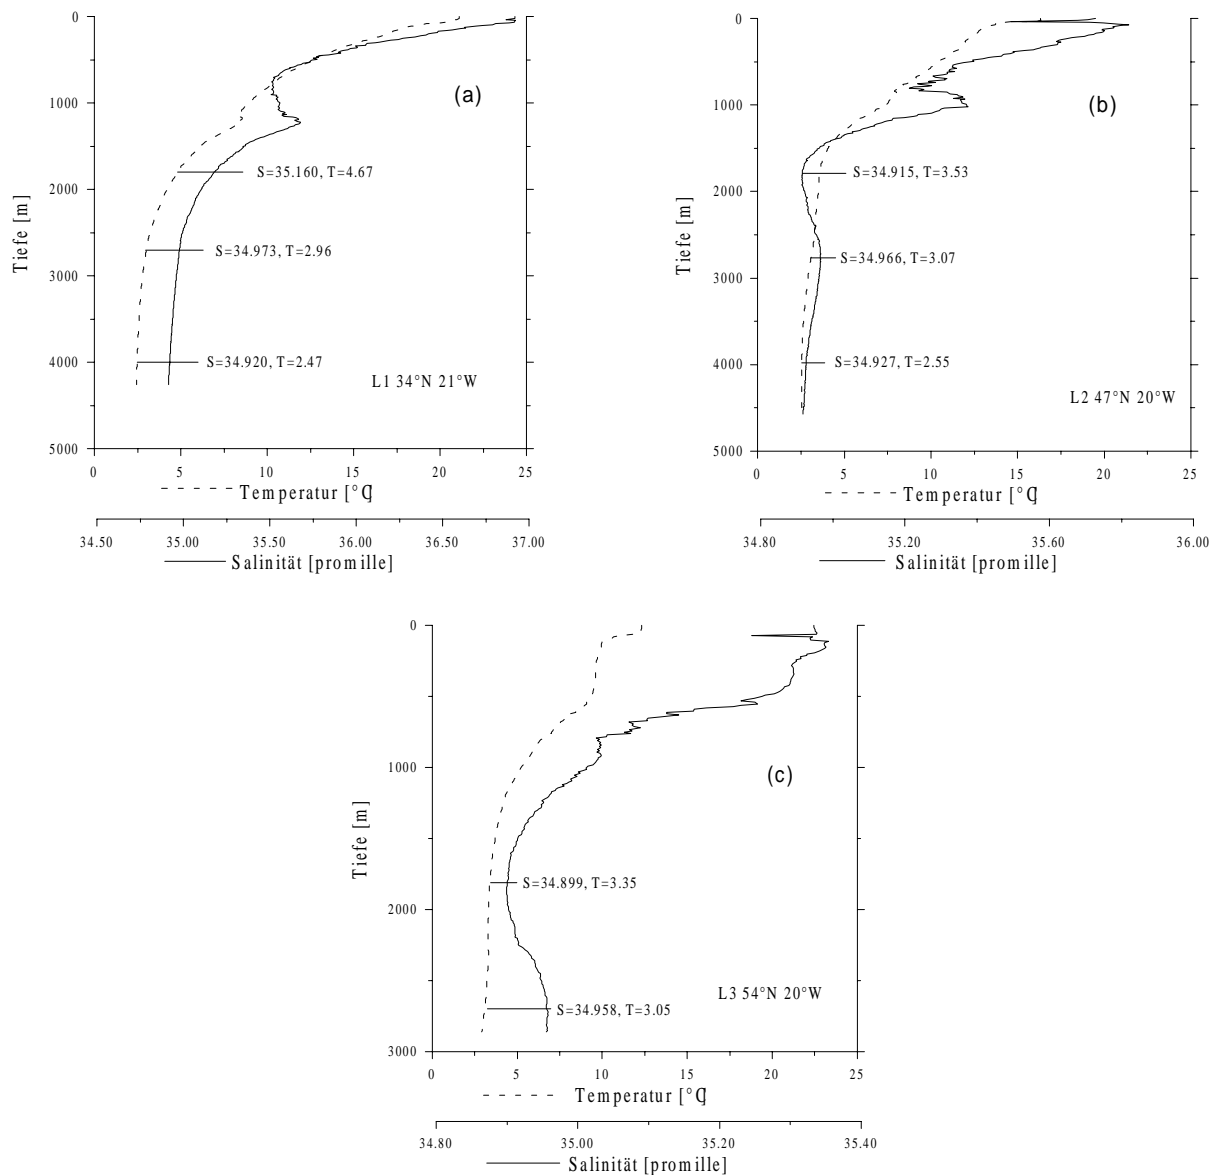 0
1000
2000
3000
4000
5000
Tiefe [m]
(a)
S=35.160, T=4.67
S=34.973, T=2.96
S=34.920, T=2.47
L1 34°N 21°W
0 5 10 15 20 25
Temperatur [°C]
34.50 35.00 35.50 36.00 36.50 37.00
Salinität [promille]
0
1000
2000
3000
4000
5000
Tiefe [m]
(b)
S=34.915, T=3.53
S=34.966, T=3.07
S=34.927, T=2.55
L2 47°N 20°W
0 5 10 15 20 25
Temperatur [°C]
34.80 35.20 35.60 36.00
Salinität [promille]
0
1000
2000
3000
Tiefe [m]
(c)
S=34.899, T=3.35
L3 54°N 20°W
S=34.958, T=3.05
0 5 10 15 20 25
Temperatur [°C]
34.80 35.00 35.20 35.40
Salinität [promille]